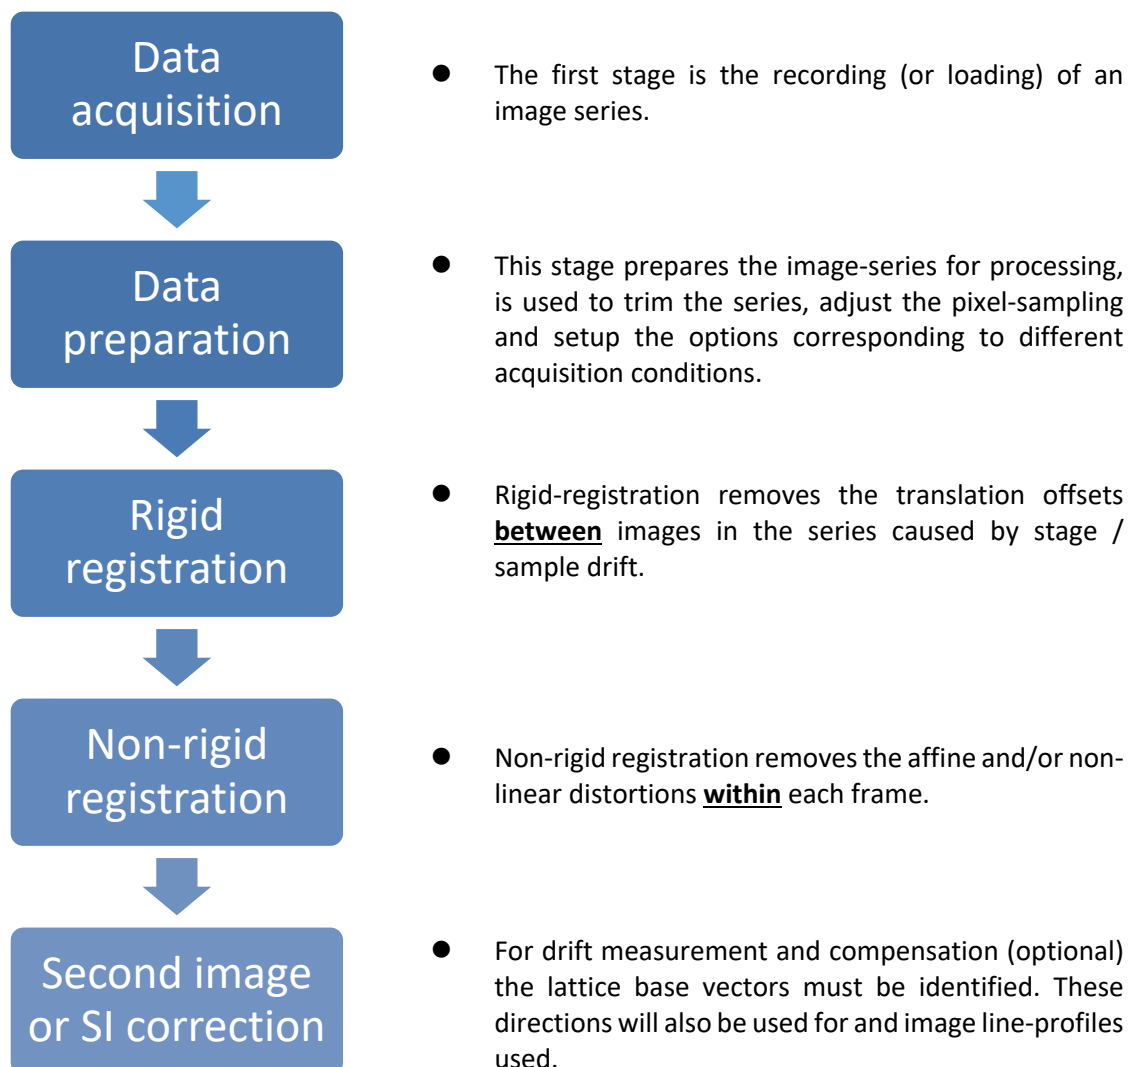 Data
acquisition
● The first stage is the recording (or loading) of an
image series.
Data
preparation
● This stage prepares the image-series for processing,
is used to trim the series, adjust the pixel-sampling
and setup the options corresponding to different
acquisition conditions.
Rigid
registration
● Rigid-registration removes the translation offsets
between images in the series caused by stage /
sample drift.
Non-rigid
registration
● Non-rigid registration removes the affine and/or non-
linear distortions within each frame.
Second image
or SI correction
● For drift measurement and compensation (optional)
the lattice base vectors must be identified. These
directions will also be used for and image line-profiles
used.